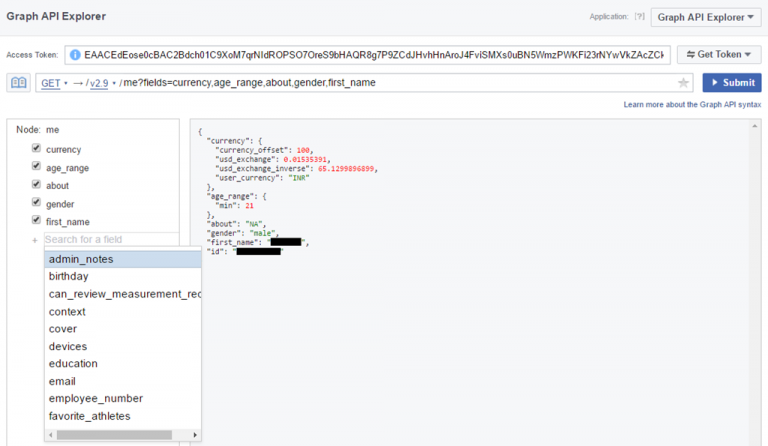 Graph API Explorer
Application: [?] Graph API Explorer
Access Token: EAACEdEose0cBAC2Bdch01C9XoM7qrNIdROPSO7OreS9bHAQR8g7P9ZCdJHvhHnAroJ4FviSMXs0uBN5WmzPWKFi23rNYwVkZAcZCk Get Token
GET → / v2.9 / me?fields=currency,age_range,about,gender,first_name Submit
Learn more about the Graph API syntax
Node: me
currency
age_range
about
gender
first_name
+ Search for a field
admin_notes
birthday
can_review_measurement_rec
context
cover
devices
education
email
employee_number
favorite_athletes
{
"currency": {
"currency_offset": 100,
"usd_exchange": 0.01535391,
"usd_exchange_inverse": 65.1299896899,
"user_currency": "INR"
},
"age_range": {
"min": 21
},
"about": "NA",
"gender": "male",
"first_name": "",
"id": ""
}